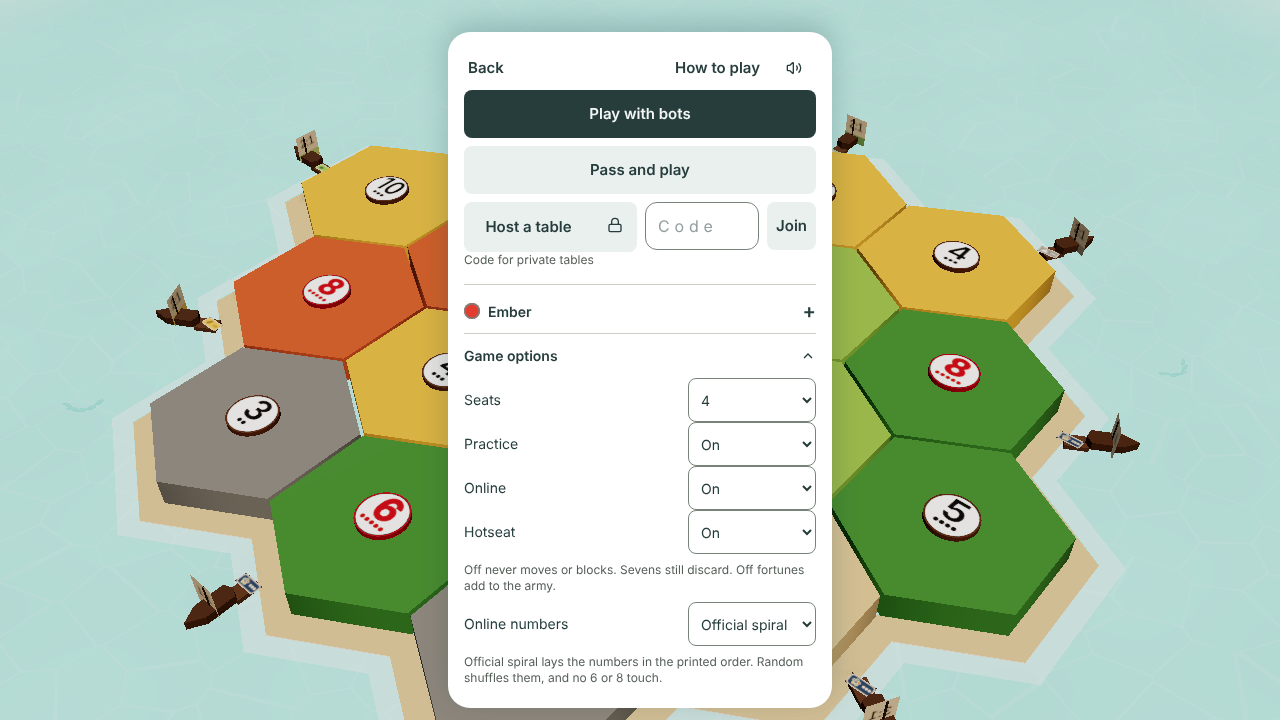 Back How to play
Play with bots
Pass and play
Host a table Code Join
Code for private tables
Ember +
Game options
Seats 4
Practice On
Online On
Hotseat On
Off never moves or blocks. Sevens still discard. Off fortunes
add to the army.
Online numbers Official spiral
Official spiral lays the numbers in the printed order. Random
shuffles them, and no 6 or 8 touch.
10
8
3
6
4
8
5